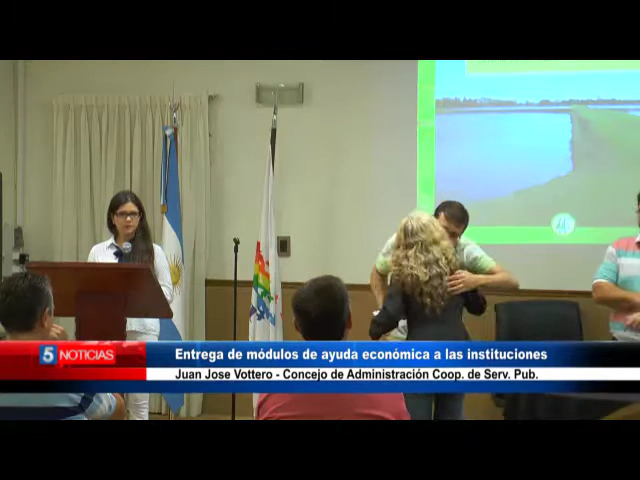 5 NOTICIAS
Entrega de módulos de ayuda económica a las instituciones
Juan Jose Vottero - Concejo de Administración Coop. de Serv. Pub.